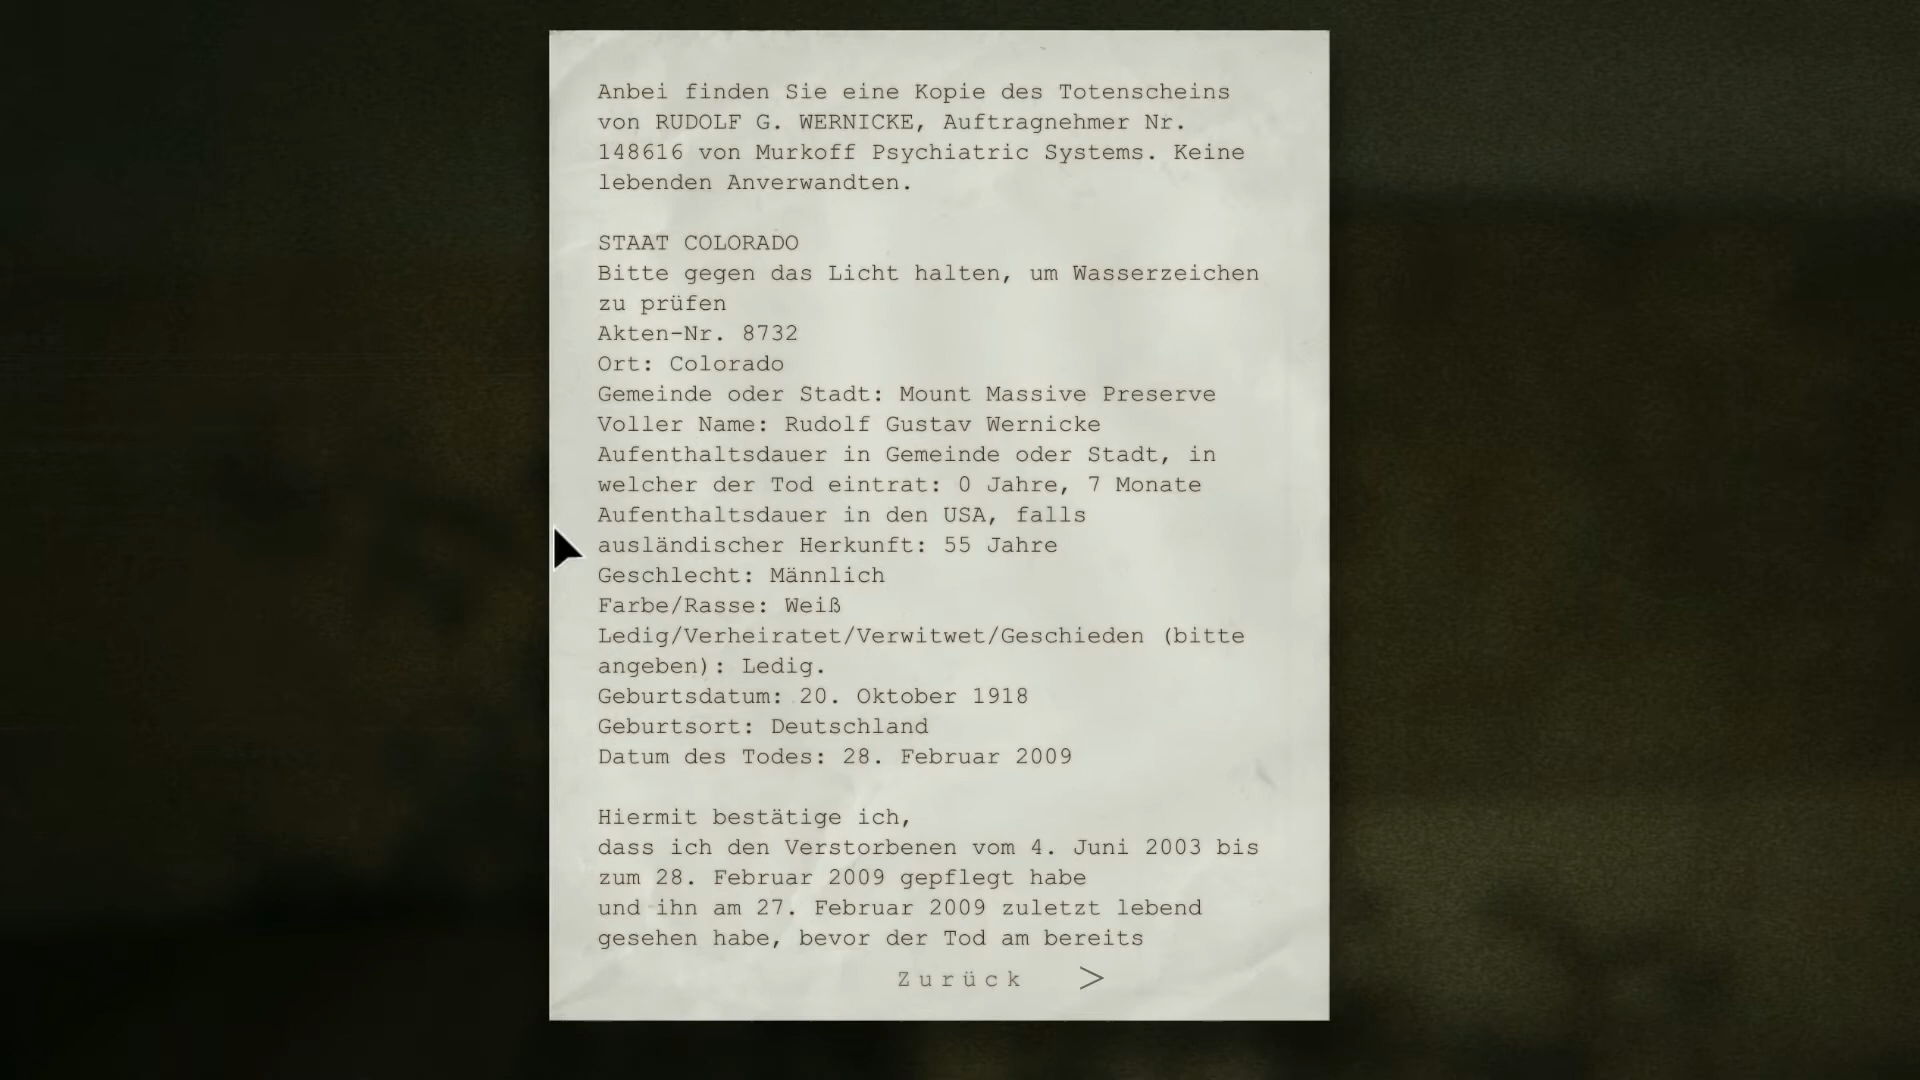 Anbei finden Sie eine Kopie des Totenscheins
von RUDOLF G. WERNICKE, Auftragnehmer Nr.
148616 von Murkoff Psychiatric Systems. Keine
lebenden Anverwandten.
STAAT COLORADO
Bitte gegen das Licht halten, um Wasserzeichen
zu prüfen
Akten-Nr. 8732
Ort: Colorado
Gemeinde oder Stadt: Mount Massive Preserve
Voller Name: Rudolf Gustav Wernicke
Aufenthaltsdauer in Gemeinde oder Stadt, in
welcher der Tod eintrat: 0 Jahre, 7 Monate
Aufenthaltsdauer in den USA, falls
ausländischer Herkunft: 55 Jahre
Geschlecht: Männlich
Farbe/Rasse: Weiß
Ledig/Verheiratet/Verwitwet/Geschieden (bitte
angeben): Ledig.
Geburtsdatum: 20. Oktober 1918
Geburtsort: Deutschland
Datum des Todes: 28. Februar 2009
Hiermit bestätige ich,
dass ich den Verstorbenen vom 4. Juni 2003 bis
zum 28. Februar 2009 gepflegt habe
und ihn am 27. Februar 2009 zuletzt lebend
gesehen habe, bevor der Tod am bereits
Zurück >